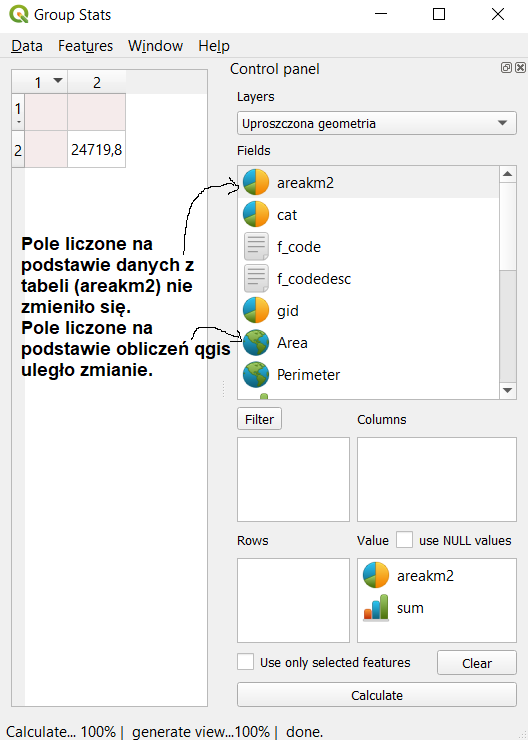 Group Stats
Data Features Window Help
Control panel
1 2
Layers
1
Uproszczona geometria
2 24719,8
Fields
areakm2
cat
f_code
f_codedesc
gid
Area
Perimeter
Pole liczone na
podstawie danych z
tabeli (areakm2) nie
zmieniło się.
Pole liczone na
podstawie obliczeń qgis
uległo zmianie.
Filter Columns
Rows Value use NULL values
areakm2
sum
Use only selected features Clear
Calculate
Calculate... 100% | generate view...100% | done.